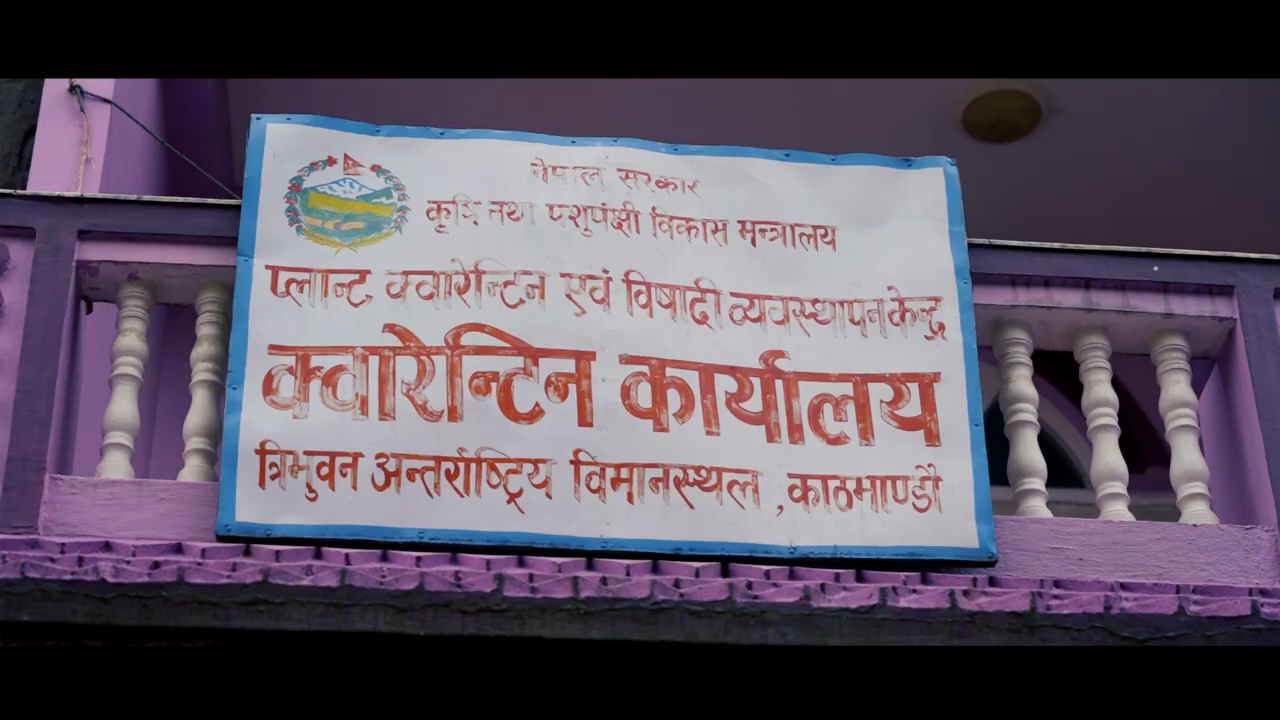 नेपाल सरकार
कृषि तथा पशुपंक्षी विकास मन्त्रालय
प्लान्ट क्वारेन्टिन एवं विषादी व्यवस्थापन केन्द्र
क्वारेन्टिन कार्यालय
त्रिभुवन अन्तर्राष्ट्रिय विमानस्थल ,काठमाण्डौ